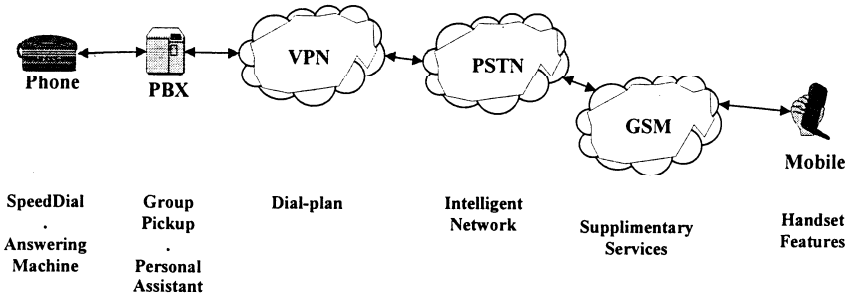 VPN
PSTN
Phone
PBX
GSM
Mobile
SpeedDial
.
Answering
Machine
Group
Pickup
.
Personal
Assistant
Dial-plan
Intelligent
Network
Supplimentary
Services
Handset
Features